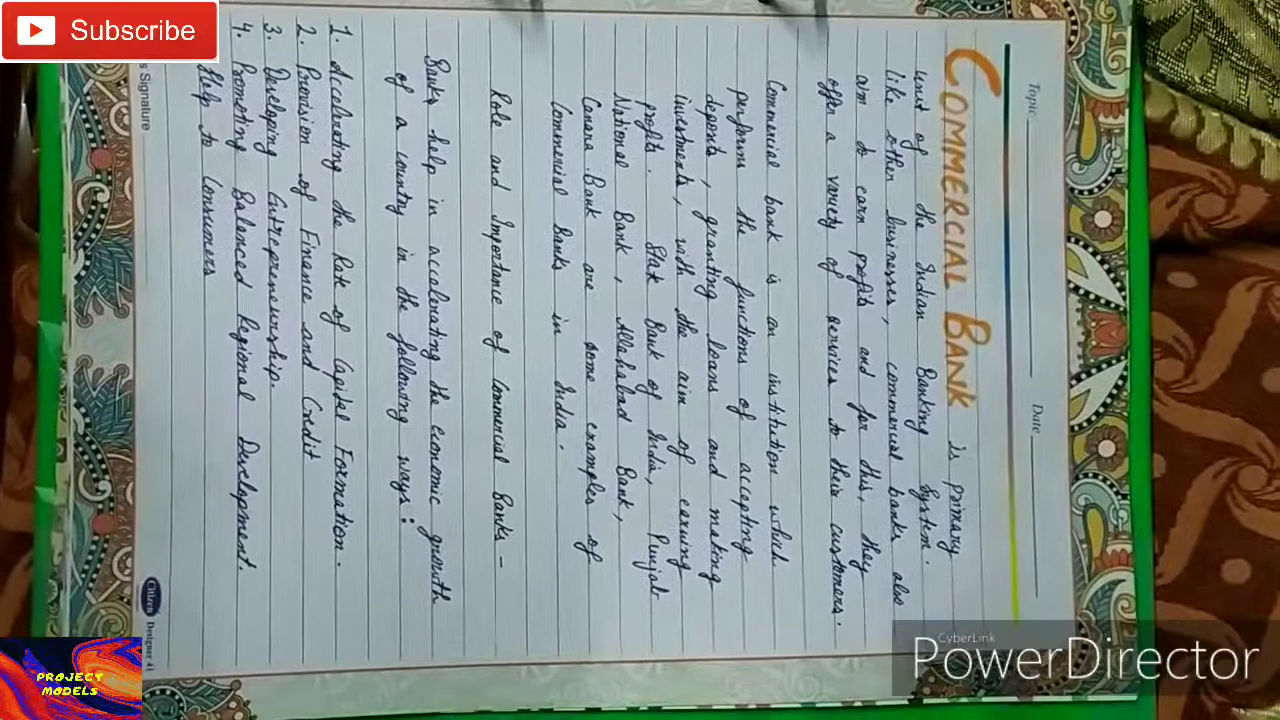 Subscribe
Topic
Date
COMMERCIAL BANK is primary
unit of the Indian Banking System.
like other businesses, commercial banks also
aim to earn profits and for this, they
offer a variety of services to their customers.
Commercial bank is an institution which
performs the functions of accepting
deposits, granting loans and making
investments, with the aim of earning
profits. State Bank of India, Punjab
National Bank, Allahabad Bank,
Canara Bank are some examples of
Commercial Banks in India.
Role and Importance of Commercial Banks -
Banks help in accelerating the economic growth
of a country in the following ways:
1. Accelerating the Rate of Capital Formation.
2. Provision of Finance and Credit
3. Developing Entrepreneurship.
4. Promoting Balenced Regional Development.
Help to Consumers
s Signature
Citizen Designer 41
PROJECT
MODELS
CyberLink
PowerDirector